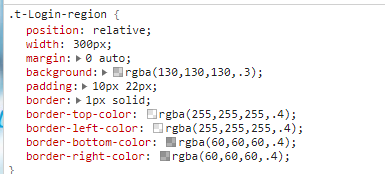 .t-Login-region {
position: relative;
width: 300px;
margin: 0 auto;
background: rgba(130,130,130,.3);
padding: 10px 22px;
border: 1px solid;
border-top-color: rgba(255,255,255,.4);
border-left-color: rgba(255,255,255,.4);
border-bottom-color: rgba(60,60,60,.4);
border-right-color: rgba(60,60,60,.4);
}